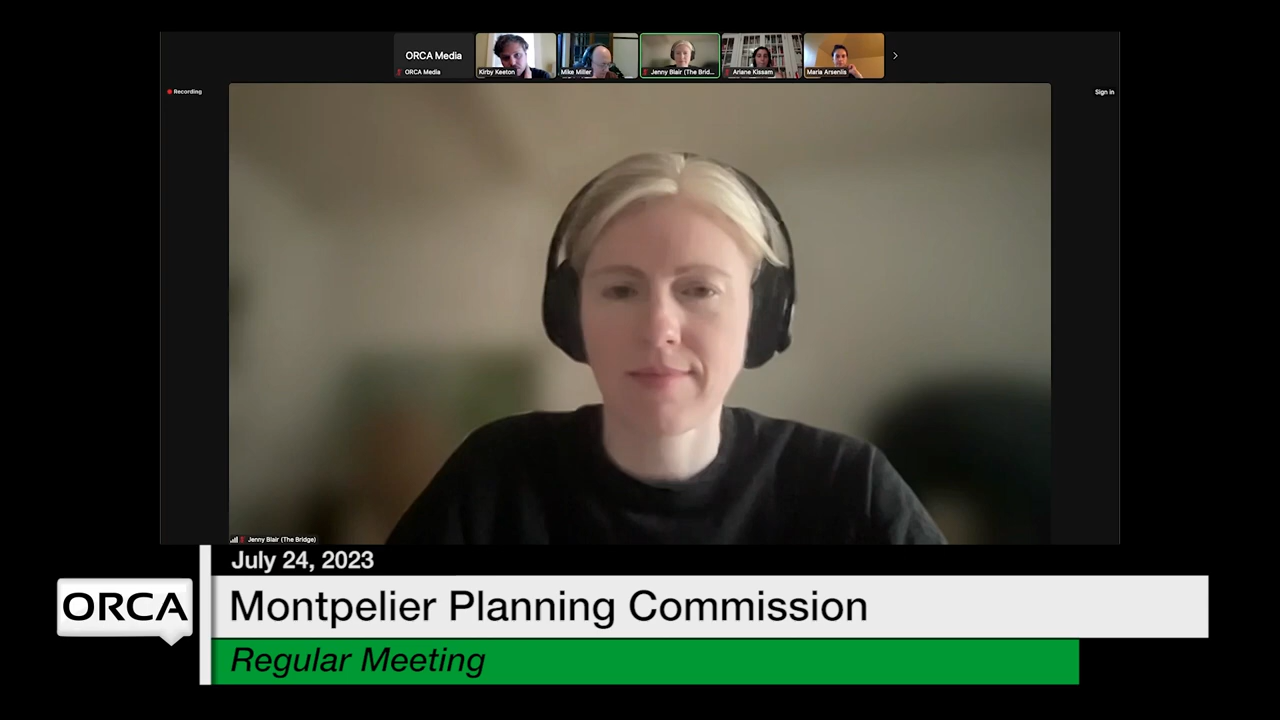 ORCA Media
ORCA Media
Kirby Keeton
Mike Miller
Jenny Blair (The Brid...
Ariane Kissam
Maria Arsenlis
Recording
Sign in
Jenny Blair (The Bridge)
July 24, 2023
ORCA
Montpelier Planning Commission
Regular Meeting